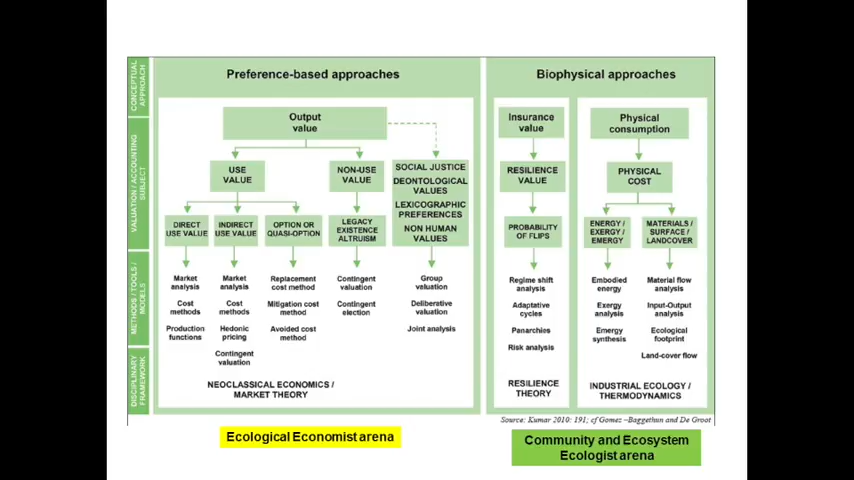 CONCEPTUAL
APPROACH
Preference-based approaches
Biophysical approaches
VALUATION / ACCOUNTING
SUBJECT
Output
value
Insurance
value
Physical
consumption
USE
VALUE
NON-USE
VALUE
SOCIAL JUSTICE
DEONTOLOGICAL
VALUES
LEXICOGRAPHIC
PREFERENCES
NON HUMAN
VALUES
RESILIENCE
VALUE
PHYSICAL
COST
DIRECT
USE VALUE
INDIRECT
USE VALUE
OPTION OR
QUASI-OPTION
LEGACY
EXISTENCE
ALTRUISM
PROBABILITY
OF FLIPS
ENERGY /
EXERGY /
EMERGY
MATERIALS /
SURFACE /
LANDCOVER
METHODS / TOOLS /
MODELS
Market
analysis
Cost
methods
Production
functions
Market
analysis
Cost
methods
Hedonic
pricing
Contingent
valuation
Replacement
cost method
Mitigation cost
method
Avoided cost
method
Contingent
valuation
Contingent
election
Group
valuation
Deliberative
valuation
Joint analysis
Regime shift
analysis
Adaptative
cycles
Panarchies
Risk analysis
Embodied
energy
Exergy
analysis
Emergy
synthesis
Material flow
analysis
Input-Output
analysis
Ecological
footprint
Land-cover flow
DISCIPLINARY
FRAMEWORK
NEOCLASSICAL ECONOMICS /
MARKET THEORY
RESILIENCE
THEORY
INDUSTRIAL ECOLOGY /
THERMODYNAMICS
Source: Kumar 2010: 191; cf Gomez –Baggethun and De Groot
Ecological Economist arena
Community and Ecosystem
Ecologist arena